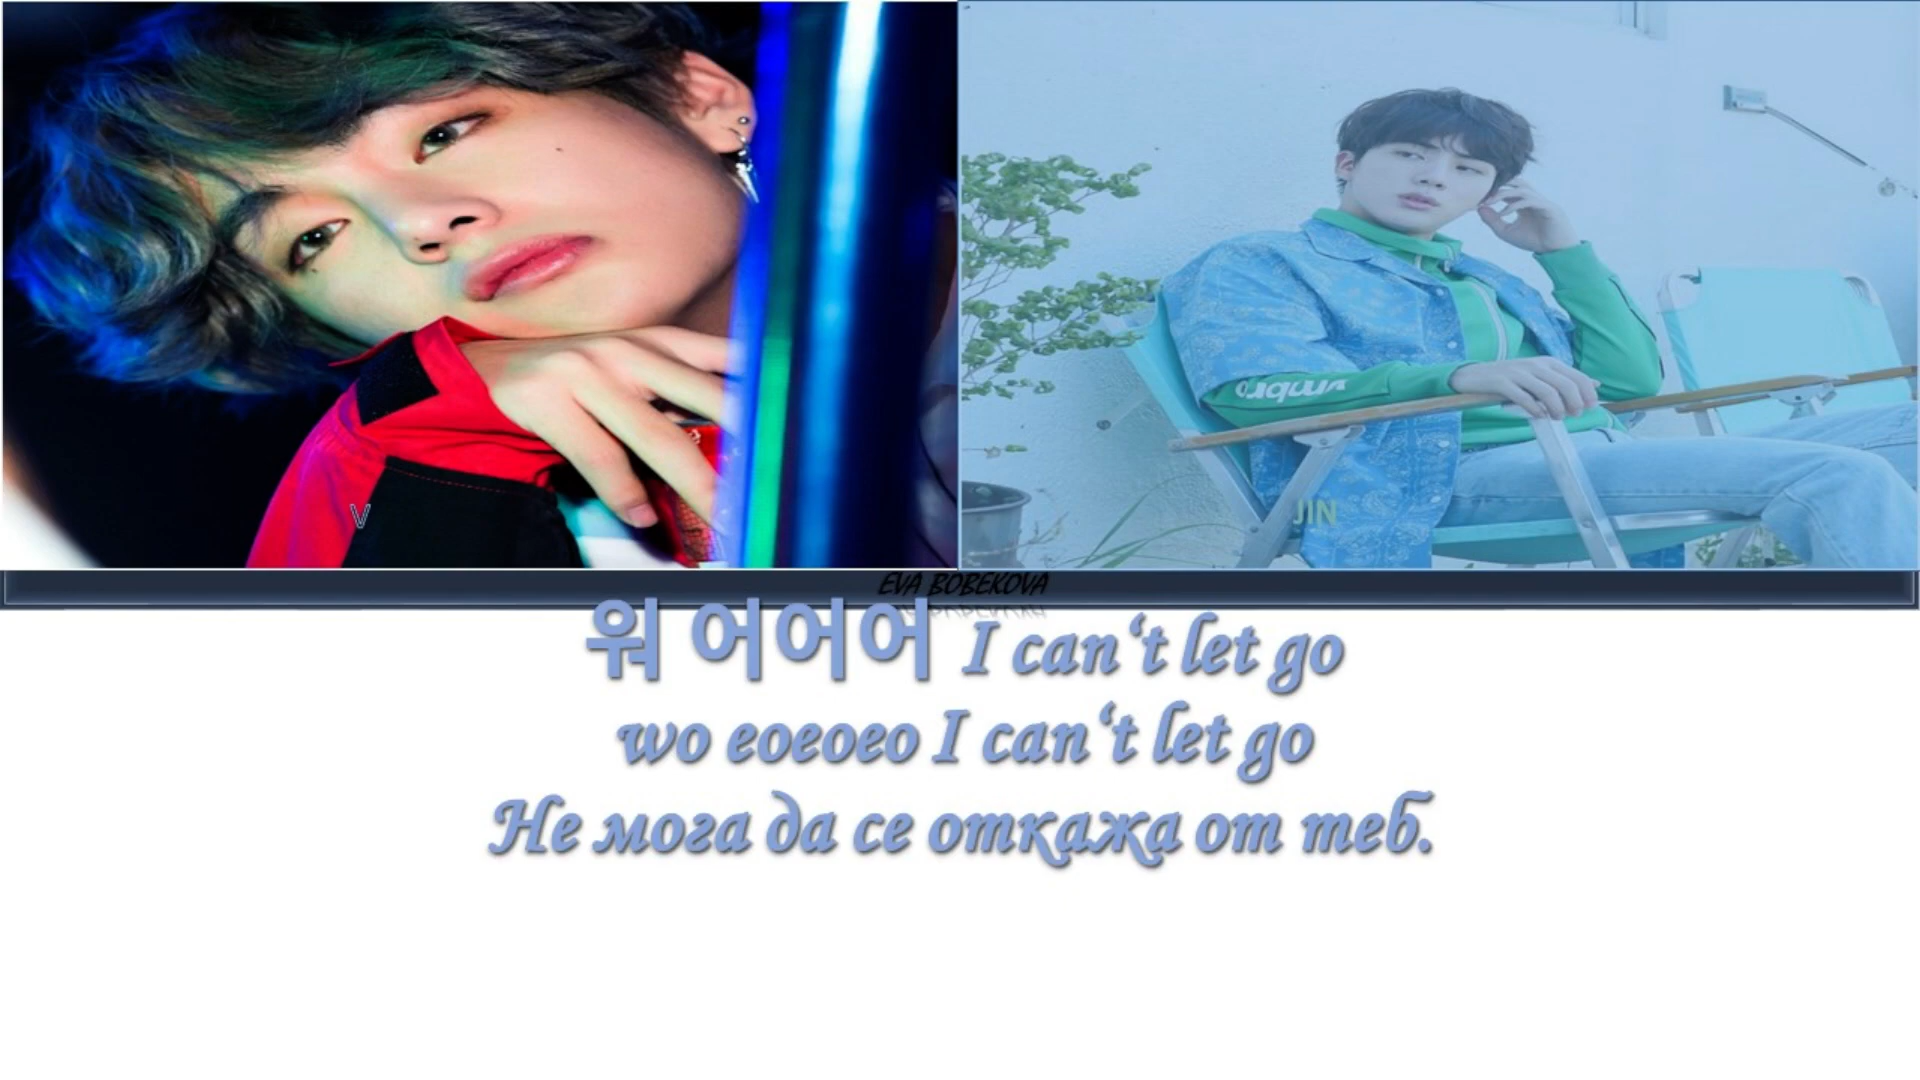 umbro
V
JIN
EVA BOBEKOVA
워 어어어 I can‘t let go
wo eoeoeo I can‘t let go
Не мога да се откажа от теб.